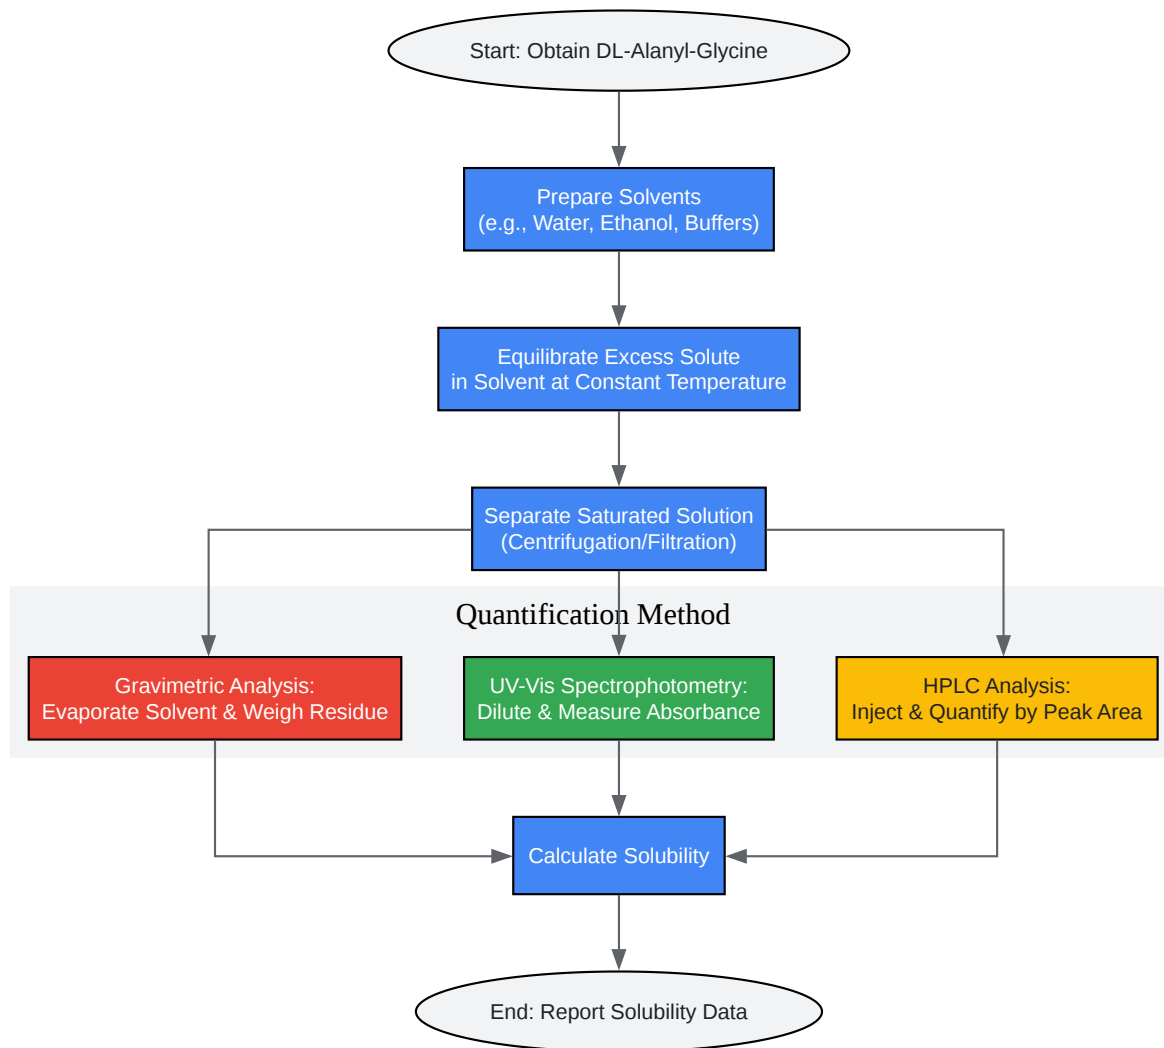 Start: Obtain DL-Alanyl-Glycine
Prepare Solvents
(e.g., Water, Ethanol, Buffers)
Equilibrate Excess Solute
in Solvent at Constant Temperature
Separate Saturated Solution
(Centrifugation/Filtration)
Quantification Method
Gravimetric Analysis:
Evaporate Solvent & Weigh Residue
UV-Vis Spectrophotometry:
Dilute & Measure Absorbance
HPLC Analysis:
Inject & Quantify by Peak Area
Calculate Solubility
End: Report Solubility Data